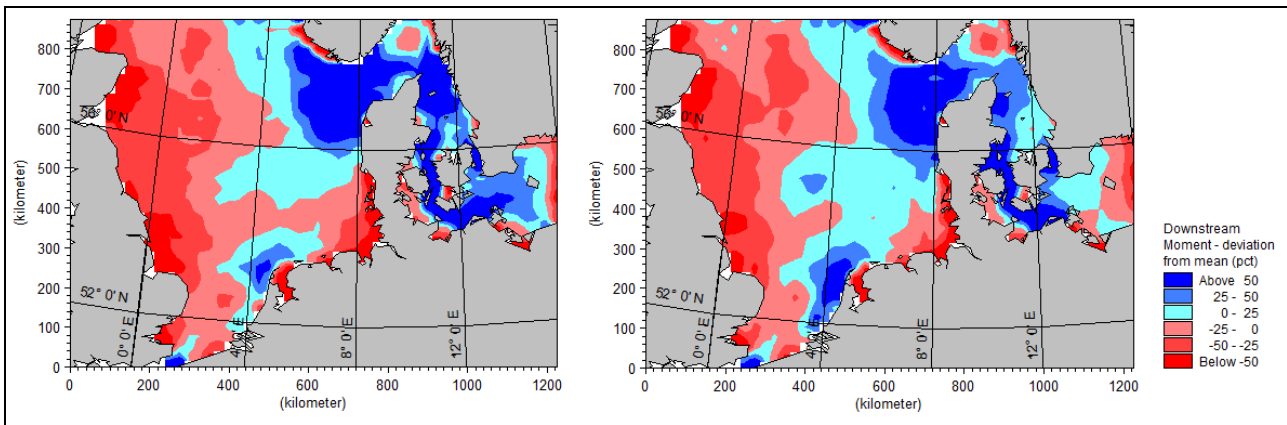 800
700
600
500
400
300
200
100
0
(kilometer)
56° 0' N
52° 0' N
0° 0' E
4° 0' E
8° 0' E
12° 0' E
0 200 400 600 800 1000 1200
(kilometer)
800
700
600
500
400
300
200
100
0
(kilometer)
56° 0' N
52° 0' N
0° 0' E
8° 0' E
12° 0' E
0 200 400 600 800 1000 1200
(kilometer)
Downstream
Moment - deviation
from mean (pct)
Above 50
25 - 50
0 - 25
-25 - 0
-50 - -25
Below -50